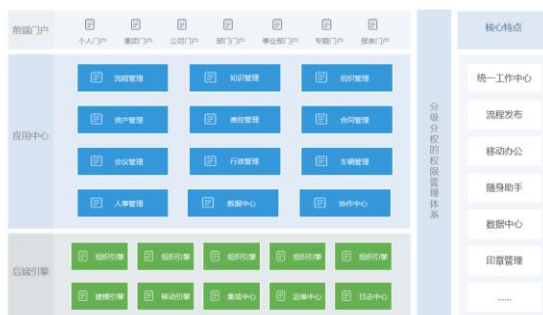 前端门户
个人门户 集团门户 公司门户 部门门户 事业部门户 专题门户 报表门户
应用中心
流程管理 知识管理 组织管理
资产管理 费控管理 合同管理
会议管理 行政管理 车辆管理
人事管理 数据中心 协作中心
后端引擎
组织引擎 组织引擎 组织引擎 组织引擎 组织引擎
建模引擎 移动引擎 集成中心 运维中心 日志中心
分级分权的权限管理体系
核心特点
统一工作中心
流程发布
移动办公
随身助手
数据中心
印章管理
......